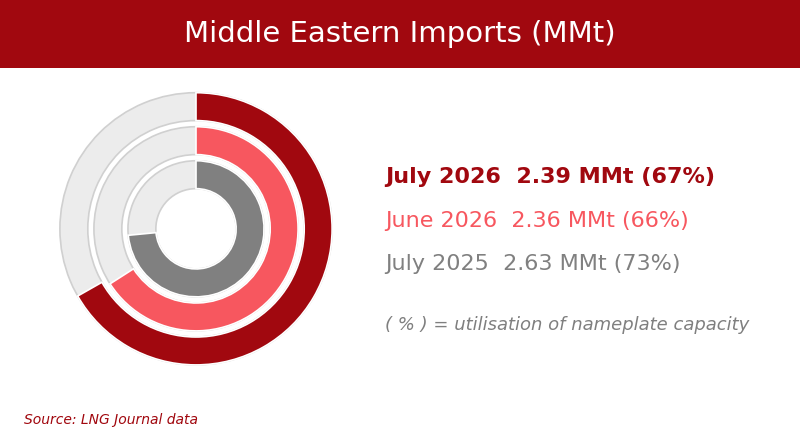 Middle Eastern Imports (MMt)
July 2026  2.39 MMt (67%)
June 2026  2.36 MMt (66%)
July 2025  2.63 MMt (73%)
( % ) = utilisation of nameplate capacity
Source: LNG Journal data